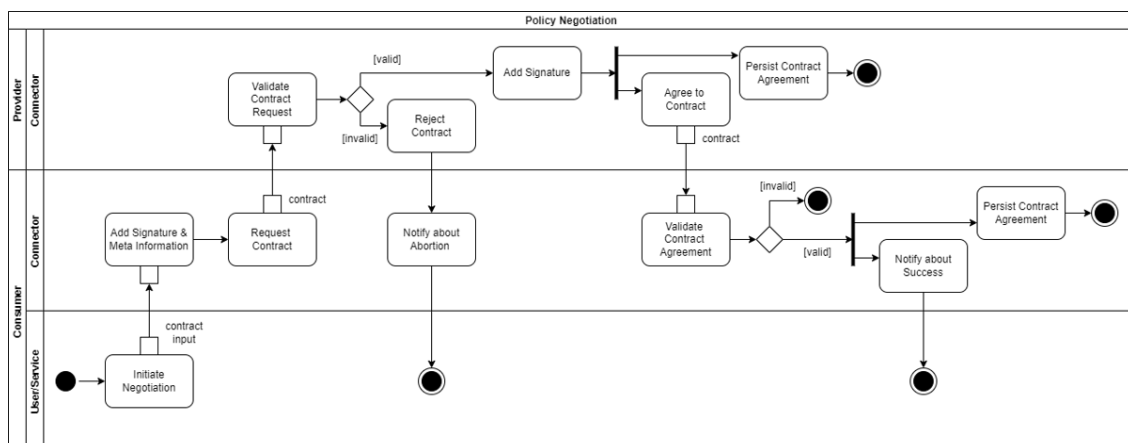 Policy Negotiation
Provider
Connector
Validate
Contract
Request
[valid]
[invalid]
Reject
Contract
Add Signature
Agree to
Contract
contract
Persist Contract
Agreement
Consumer
Connector
Add Signature &
Meta Information
Request
Contract
contract
Notify about
Abortion
Validate
Contract
Agreement
[invalid]
[valid]
Notify about
Success
Persist Contract
Agreement
User/Service
contract
input
Initiate
Negotiation